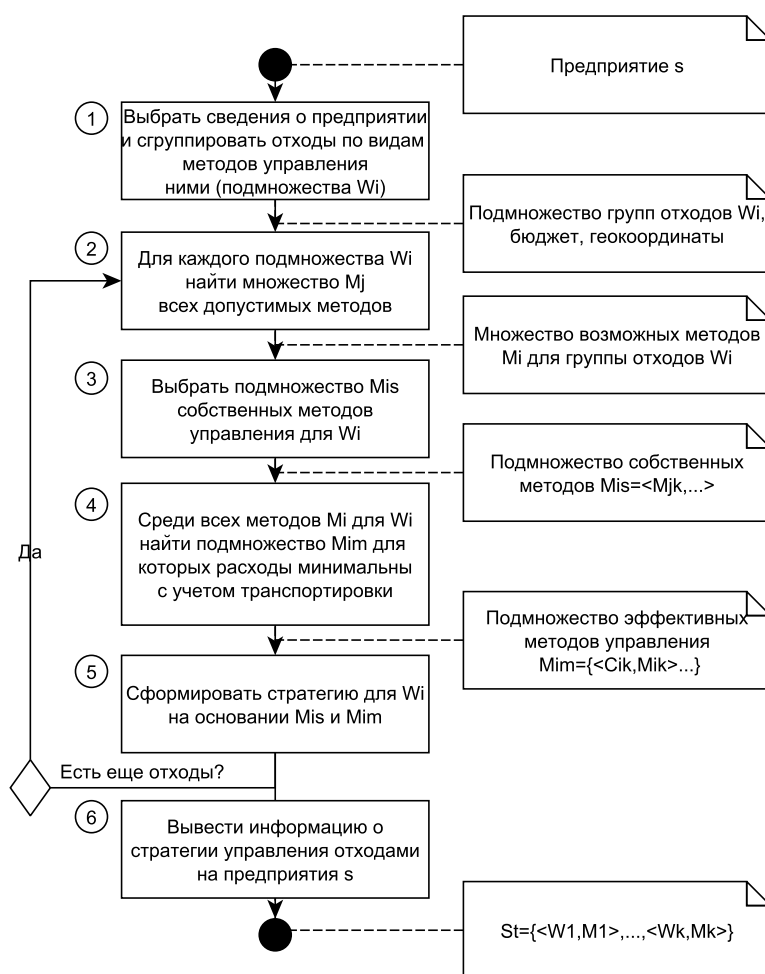 Предприятие s
1
Выбрать сведения о предприятии
и сгруппировать отходы по видам
методов управления
ними (подмножества Wi)
Подмножество групп отходов Wi,
бюджет, геокоординаты
2
Для каждого подмножества Wi
найти множество Mj
всех допустимых методов
Множество возможных методов
Mi для группы отходов Wi
3
Выбрать подмножество Mis
собственных методов
управления для Wi
Подмножество собственных
методов Mis=<Mjk,...>
4
Среди всех методов Mi для Wi
найти подмножество Mim для
которых расходы минимальны
с учетом транспортировки
Да
Подмножество эффективных
методов управления
Mim={<Cik,Mik>...}
5
Сформировать стратегию для Wi
на основании Mis и Mim
Есть еще отходы?
6
Вывести информацию о
стратегии управления отходами
на предприятия s
St={<W1,M1>,...,<Wk,Mk>}